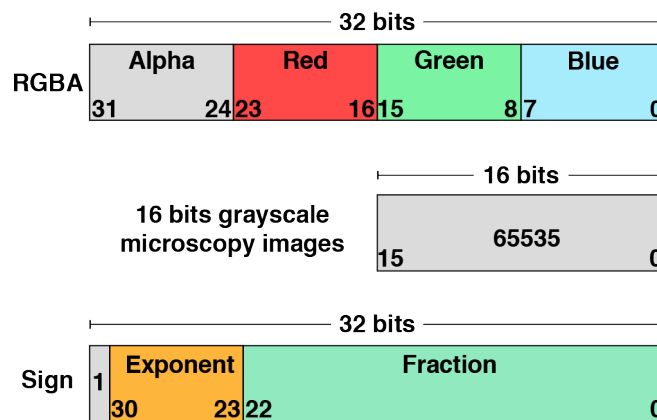 32 bits
RGBA Alpha Red Green Blue
31 24 23 16 15 8 7 0
16 bits
16 bits grayscale
microscopy images
65535
15 0
32 bits
Sign 1 Exponent Fraction
30 23 22 0